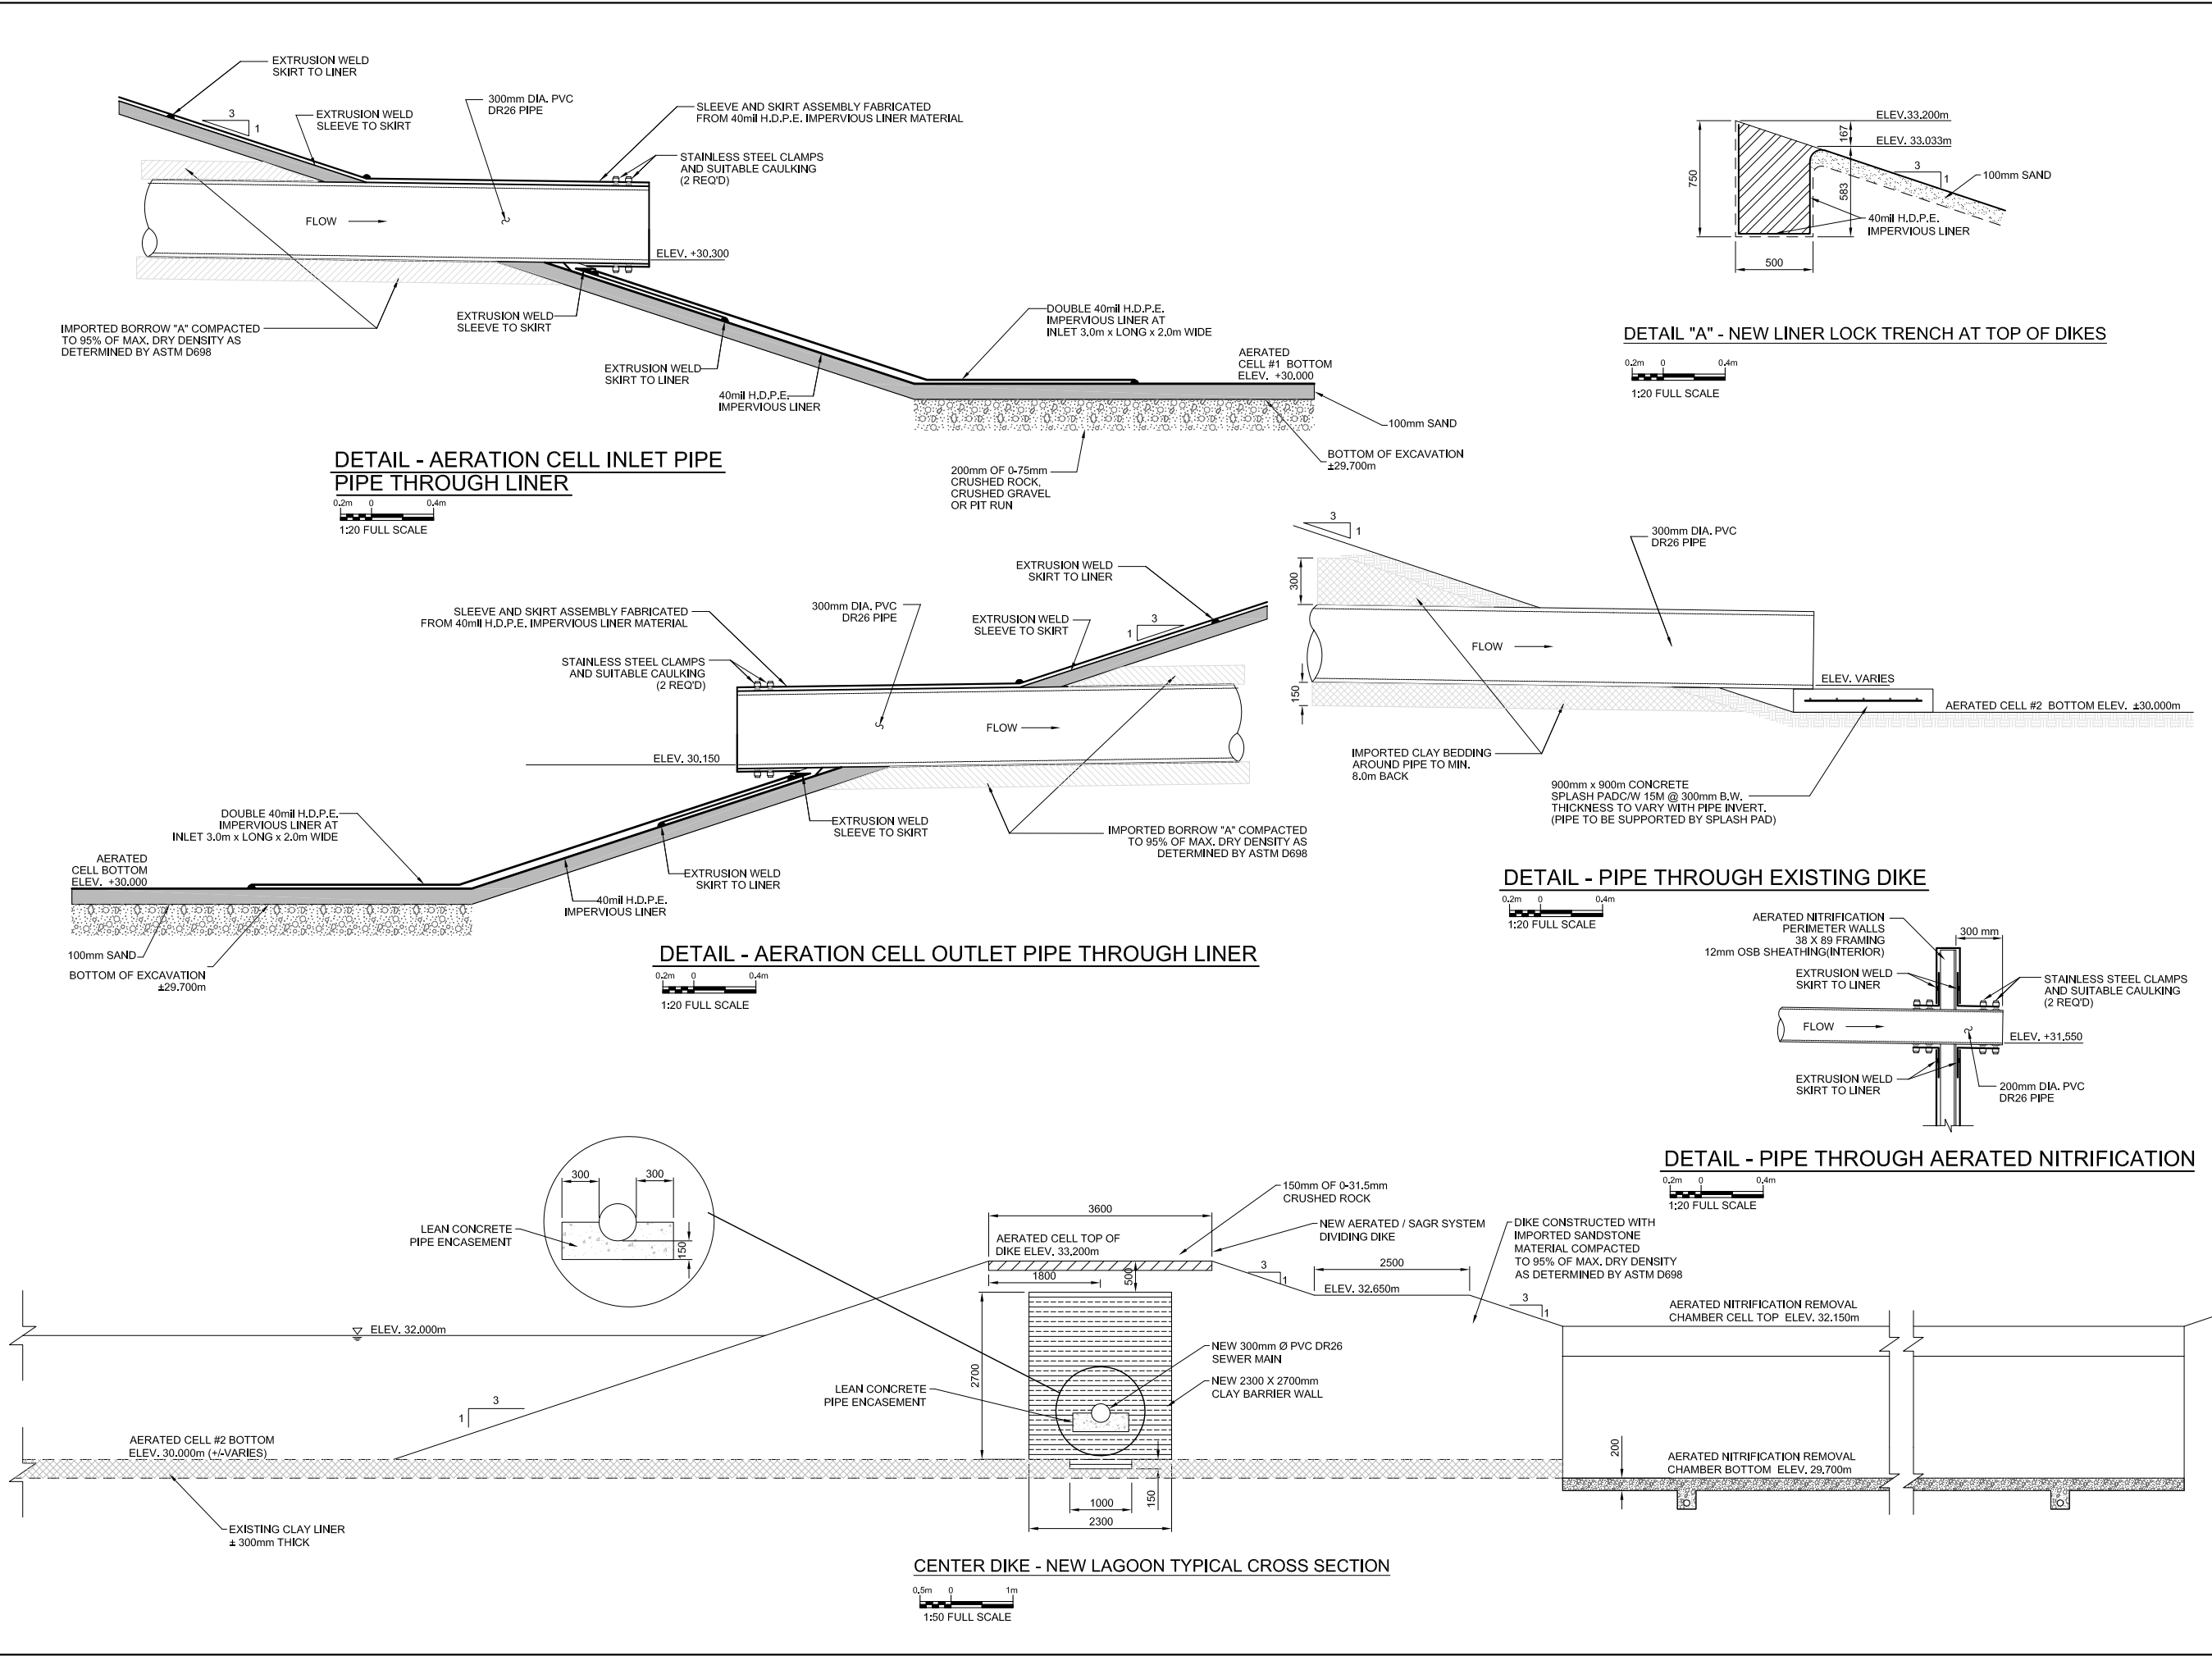 EXTRUSION WELD
SKIRT TO LINER
3
1
EXTRUSION WELD
SLEEVE TO SKIRT
300mm DIA. PVC
DR26 PIPE
SLEEVE AND SKIRT ASSEMBLY FABRICATED
FROM 40mil H.D.P.E. IMPERVIOUS LINER MATERIAL
STAINLESS STEEL CLAMPS
AND SUITABLE CAULKING
(2 REQ'D)
FLOW
ELEV. +30.300
IMPORTED BORROW "A" COMPACTED
TO 95% OF MAX. DRY DENSITY AS
DETERMINED BY ASTM D698
EXTRUSION WELD
SLEEVE TO SKIRT
EXTRUSION WELD
SKIRT TO LINER
40mil H.D.P.E.
IMPERVIOUS LINER
DOUBLE 40mil H.D.P.E.
IMPERVIOUS LINER AT
INLET 3.0m x LONG x 2.0m WIDE
AERATED
CELL #1 BOTTOM
ELEV. +30.000
100mm SAND
BOTTOM OF EXCAVATION
±29.700m
200mm OF 0-75mm
CRUSHED ROCK,
CRUSHED GRAVEL
OR PIT RUN
DETAIL - AERATION CELL INLET PIPE
PIPE THROUGH LINER
0.2m 0 0.4m
1:20 FULL SCALE
ELEV.33.200m
167
ELEV. 33.033m
750
583
3
1
100mm SAND
40mil H.D.P.E.
IMPERVIOUS LINER
500
DETAIL "A" - NEW LINER LOCK TRENCH AT TOP OF DIKES
0.2m 0 0.4m
1:20 FULL SCALE
EXTRUSION WELD
SKIRT TO LINER
SLEEVE AND SKIRT ASSEMBLY FABRICATED
FROM 40mil H.D.P.E. IMPERVIOUS LINER MATERIAL
300mm DIA. PVC
DR26 PIPE
EXTRUSION WELD
SLEEVE TO SKIRT
3
1
STAINLESS STEEL CLAMPS
AND SUITABLE CAULKING
(2 REQ'D)
FLOW
ELEV. 30.150
DOUBLE 40mil H.D.P.E.
IMPERVIOUS LINER AT
INLET 3.0m x LONG x 2.0m WIDE
EXTRUSION WELD
SLEEVE TO SKIRT
IMPORTED BORROW "A" COMPACTED
TO 95% OF MAX. DRY DENSITY AS
DETERMINED BY ASTM D698
AERATED
CELL BOTTOM
ELEV. +30.000
EXTRUSION WELD
SKIRT TO LINER
40mil H.D.P.E.
IMPERVIOUS LINER
100mm SAND
BOTTOM OF EXCAVATION
±29.700m
DETAIL - AERATION CELL OUTLET PIPE THROUGH LINER
0.2m 0 0.4m
1:20 FULL SCALE
3
1
300mm DIA. PVC
DR26 PIPE
300
FLOW
150
ELEV. VARIES
AERATED CELL #2 BOTTOM ELEV. ±30.000m
IMPORTED CLAY BEDDING
AROUND PIPE TO MIN.
8.0m BACK
900mm x 900m CONCRETE
SPLASH PADC/W 15M @ 300mm B.W.
THICKNESS TO VARY WITH PIPE INVERT.
(PIPE TO BE SUPPORTED BY SPLASH PAD)
DETAIL - PIPE THROUGH EXISTING DIKE
0.2m 0 0.4m
1:20 FULL SCALE
AERATED NITRIFICATION
PERIMETER WALLS
38 X 89 FRAMING
12mm OSB SHEATHING(INTERIOR)
300 mm
EXTRUSION WELD
SKIRT TO LINER
STAINLESS STEEL CLAMPS
AND SUITABLE CAULKING
(2 REQ'D)
FLOW
ELEV. +31.550
EXTRUSION WELD
SKIRT TO LINER
200mm DIA. PVC
DR26 PIPE
DETAIL - PIPE THROUGH AERATED NITRIFICATION
0.2m 0 0.4m
1:20 FULL SCALE
300 300
150
LEAN CONCRETE
PIPE ENCASEMENT
3600
AERATED CELL TOP OF
DIKE ELEV. 33.200m
1800
500
150mm OF 0-31.5mm
CRUSHED ROCK
NEW AERATED / SAGR SYSTEM
DIVIDING DIKE
3
1
2500
ELEV. 32.650m
DIKE CONSTRUCTED WITH
IMPORTED SANDSTONE
MATERIAL COMPACTED
TO 95% OF MAX. DRY DENSITY
AS DETERMINED BY ASTM D698
3
1
AERATED NITRIFICATION REMOVAL
CHAMBER CELL TOP ELEV. 32.150m
ELEV. 32.000m
2700
NEW 300mm Ø PVC DR26
SEWER MAIN
NEW 2300 X 2700mm
CLAY BARRIER WALL
LEAN CONCRETE
PIPE ENCASEMENT
3
1
AERATED CELL #2 BOTTOM
ELEV. 30.000m (+/-VARIES)
200
AERATED NITRIFICATION REMOVAL
CHAMBER BOTTOM ELEV. 29.700m
150
1000
2300
EXISTING CLAY LINER
± 300mm THICK
CENTER DIKE - NEW LAGOON TYPICAL CROSS SECTION
0.5m 0 1m
1:50 FULL SCALE